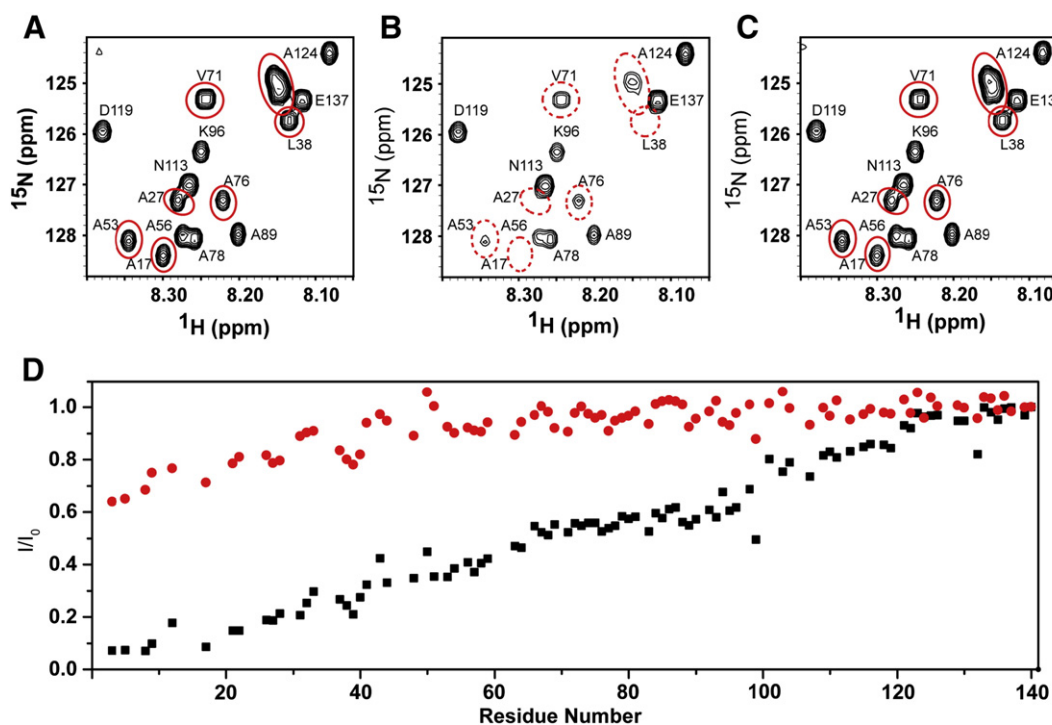 A
B
C
A124
V71
E137
D119
L38
K96
N113
A27
A76
A53
A56
A89
A17
A78
125
126
127
128
15N (ppm)
8.30
8.20
8.10
1H (ppm)
A124
V71
E137
D119
L38
K96
N113
A27
A76
A53
A56
A89
A17
A78
125
126
127
128
15N (ppm)
8.30
8.20
8.10
1H (ppm)
A124
V71
E13
D119
L38
K96
N113
A27
A76
A53
A56
A89
A17
A78
125
126
127
128
15N (ppm)
8.30
8.20
8.10
1H (ppm)
D
1.0
0.8
0.6
0.4
0.2
0.0
I/I0
20
40
60
80
100
120
140
Residue Number